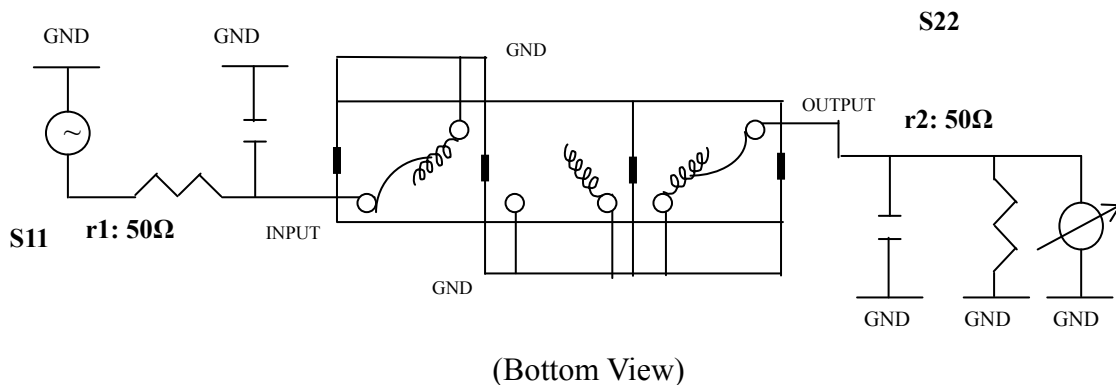 S22
GND
GND
GND
OUTPUT
r2: 50Ω
~
S11
r1: 50Ω
INPUT
GND
GND
GND
GND
(Bottom View)